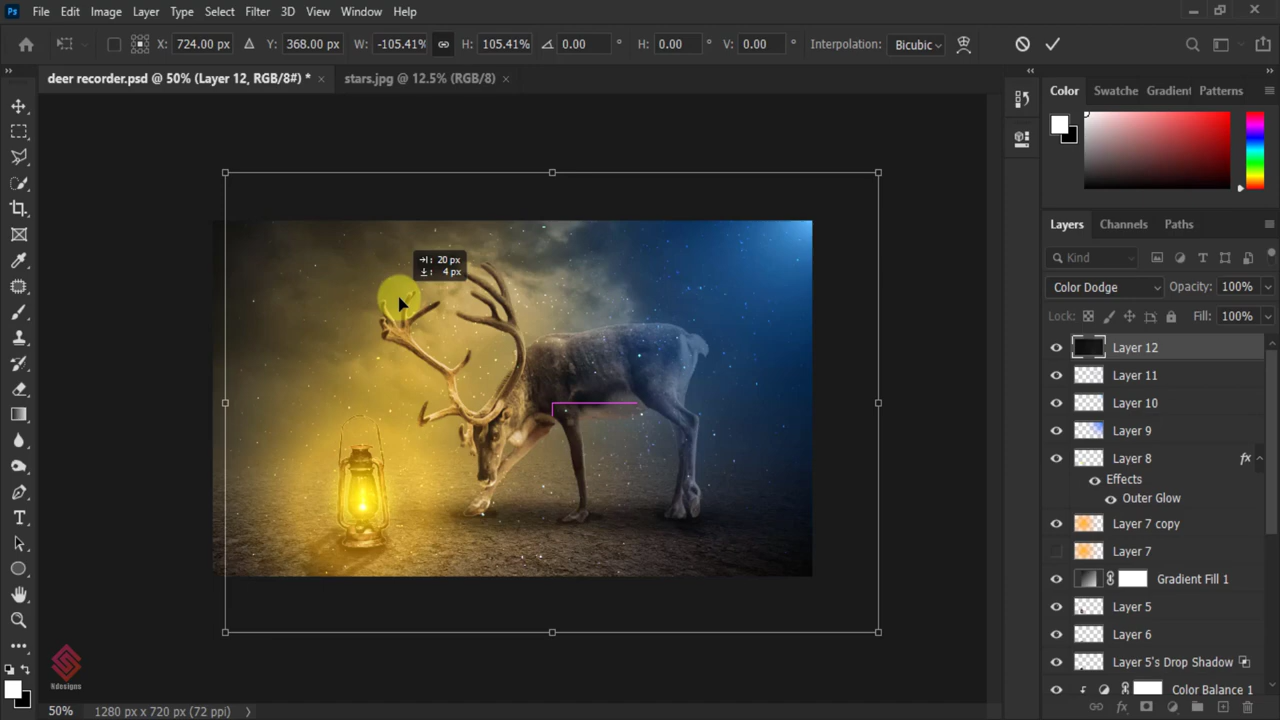 Ps File Edit Image Layer Type Select Filter 3D View Window Help
X: 724.00 px Y: 368.00 px W: -105.41% H: 105.41% 0.00 ° H: 0.00 ° V: 0.00 ° Interpolation: Bicubic
deer recorder.psd @ 50% (Layer 12, RGB/8#) * × stars.jpg @ 12.5% (RGB/8) ×
Color Swatche Gradient Patterns
20 px
4 px
Layers Channels Paths
Kind
Color Dodge Opacity: 100%
Lock: Fill: 100%
Layer 12
Layer 11
Layer 10
Layer 9
Layer 8 fx
Effects
Outer Glow
Layer 7 copy
Layer 7
Gradient Fill 1
Layer 5
Layer 6
Layer 5's Drop Shadow
Color Balance 1
fx
Ndesigns
50% 1280 px x 720 px (72 ppi)